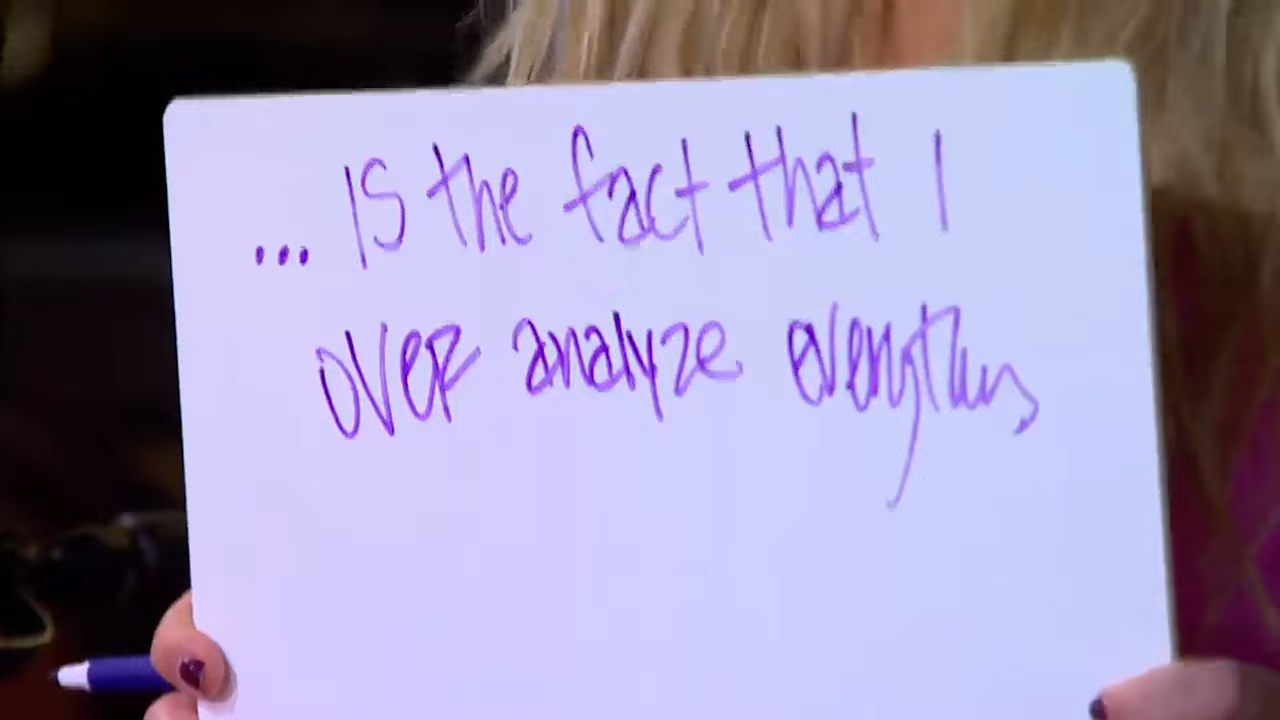 ... IS the fact that I
over analyze everything